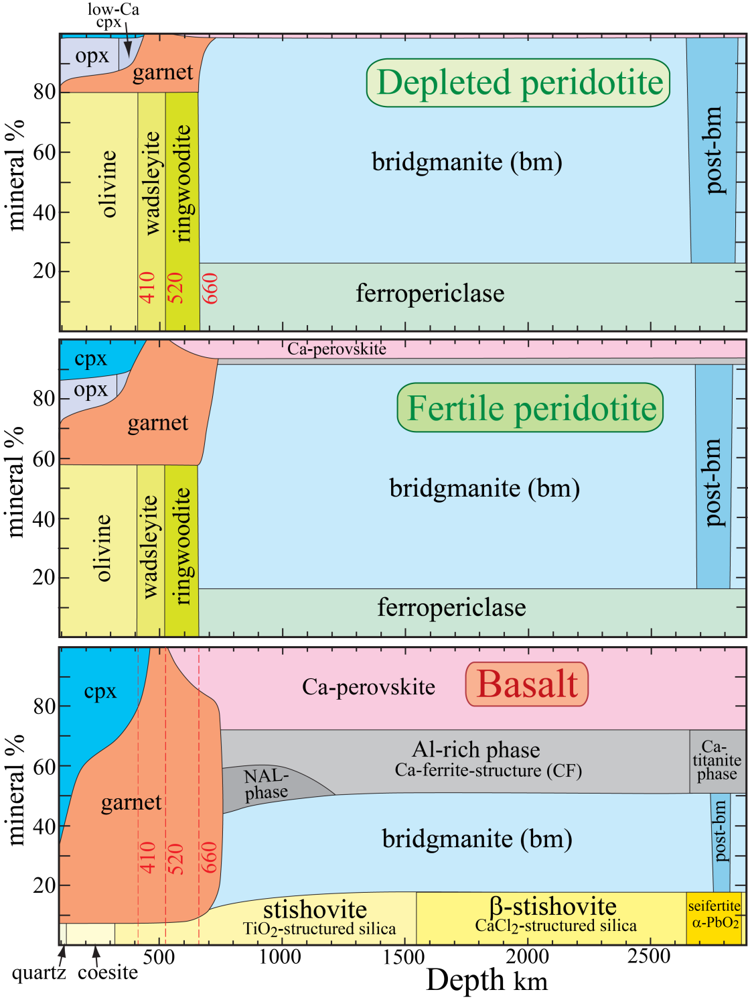 low-Ca
cpx
opx
garnet
Depleted peridotite
80
60
40
20
mineral %
olivine
wadsleyite
ringwoodite
410
520
660
bridgmanite (bm)
post-bm
ferropericlase
cpx
opx
garnet
Ca-perovskite
Fertile peridotite
80
60
40
20
mineral %
olivine
wadsleyite
ringwoodite
bridgmanite (bm)
post-bm
ferropericlase
cpx
garnet
Ca-perovskite
Basalt
80
60
40
20
mineral %
410
520
660
Al-rich phase
Ca-ferrite-structure (CF)
NAL-
phase
Ca-
titanite
phase
bridgmanite (bm)
post-bm
stishovite
TiO2-structured silica
β-stishovite
CaCl2-structured silica
seifertite
α-PbO2
quartz
coesite
500
1000
1500
2000
2500
Depth km